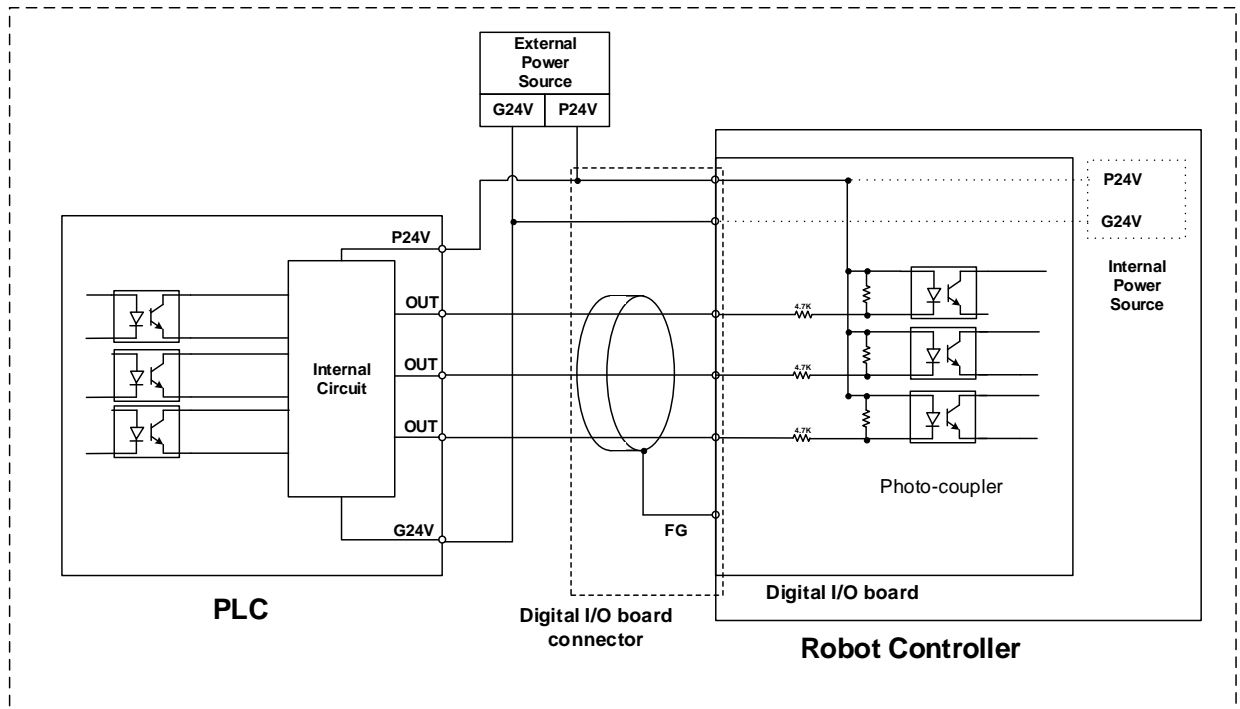 External
Power
Source
G24V P24V
P24V
G24V
Internal
Power
Source
P24V
OUT
OUT
OUT
Internal
Circuit
G24V
4.7K
4.7K
4.7K
Photo-coupler
FG
PLC
Digital I/O board
connector
Digital I/O board
Robot Controller